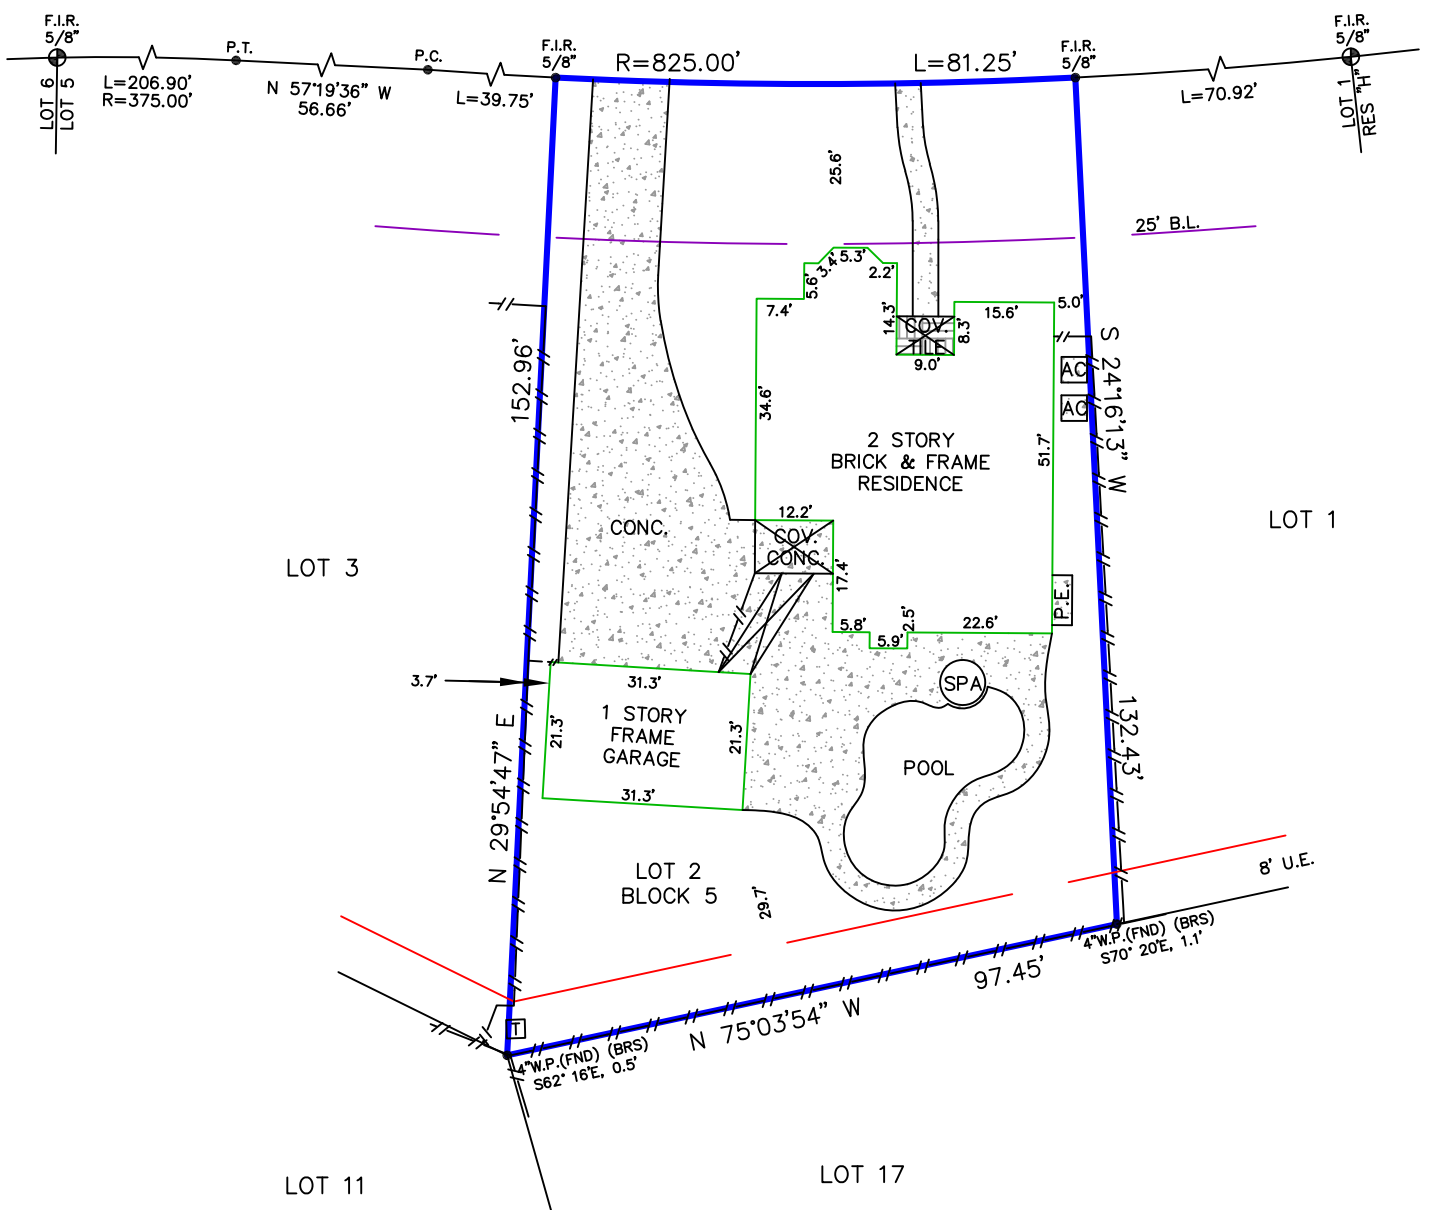 F.I.R.
5/8"
P.T.
P.C.
F.I.R.
5/8"
R=825.00'
L=81.25'
F.I.R.
5/8"
F.I.R.
5/8"
LOT 6
LOT 5
L=206.90'
R=375.00'
N 57°19'36" W
56.66'
L=39.75'
L=70.92'
LOT 1
RES "H"
25.6'
25' B.L.
5.3'
3.4'
2.2'
5.6'
7.4'
14.3'
COV.
TILE
8.3'
15.6'
5.0'
9.0'
152.96'
S 24°16'13" W
AC
AC
34.6'
2 STORY
BRICK & FRAME
RESIDENCE
51.7'
12.2'
COV.
CONC.
CONC.
LOT 3
LOT 1
17.4'
P.E.
5.8'
5.9'
2.5'
22.6'
3.7'
31.3'
SPA
1 STORY
FRAME
GARAGE
21.3'
21.3'
31.3'
POOL
132.43'
N 29°54'47" E
LOT 2
BLOCK 5
29.7'
8' U.E.
4"W.P.(FND) (BRS)
S70° 20'E, 1.1'
97.45'
N 75°03'54" W
T
4"W.P.(FND) (BRS)
S62° 16'E, 0.5'
LOT 11
LOT 17